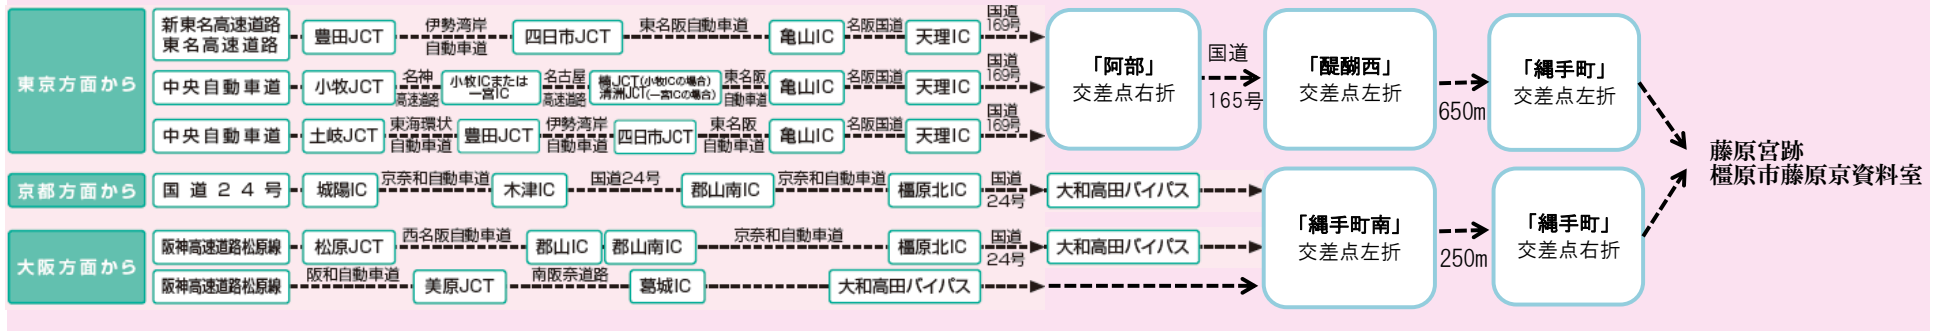 東京方面から
新東名高速道路
東名高速道路
豊田JCT
伊勢湾岸
自動車道
四日市JCT
東名阪自動車道
亀山IC
名阪国道
天理IC
国道
169号
中央自動車道
小牧JCT
名神
高速道路
小牧ICまたは
一宮IC
名古屋
高速道路
楠JCT(小牧ICの場合)
清洲JCT(一宮ICの場合)
東名阪
自動車道
亀山IC
名阪国道
天理IC
国道
169号
中央自動車道
土岐JCT
東海環状
自動車道
豊田JCT
伊勢湾岸
自動車道
四日市JCT
東名阪
自動車道
亀山IC
名阪国道
天理IC
国道
169号
「阿部」
交差点右折
国道
165号
「醍醐西」
交差点左折
650m
「縄手町」
交差点左折
京都方面から
国道24号
城陽IC
京奈和自動車道
木津IC
国道24号
郡山南IC
京奈和自動車道
橿原北IC
国道
24号
大和高田バイパス
大阪方面から
阪神高速道路松原線
松原JCT
西名阪自動車道
郡山IC
郡山南IC
京奈和自動車道
橿原北IC
国道
24号
大和高田バイパス
阪神高速道路松原線
阪和自動車道
美原JCT
南阪奈道路
葛城IC
大和高田バイパス
「縄手町南」
交差点左折
250m
「縄手町」
交差点右折
藤原宮跡
橿原市藤原京資料室